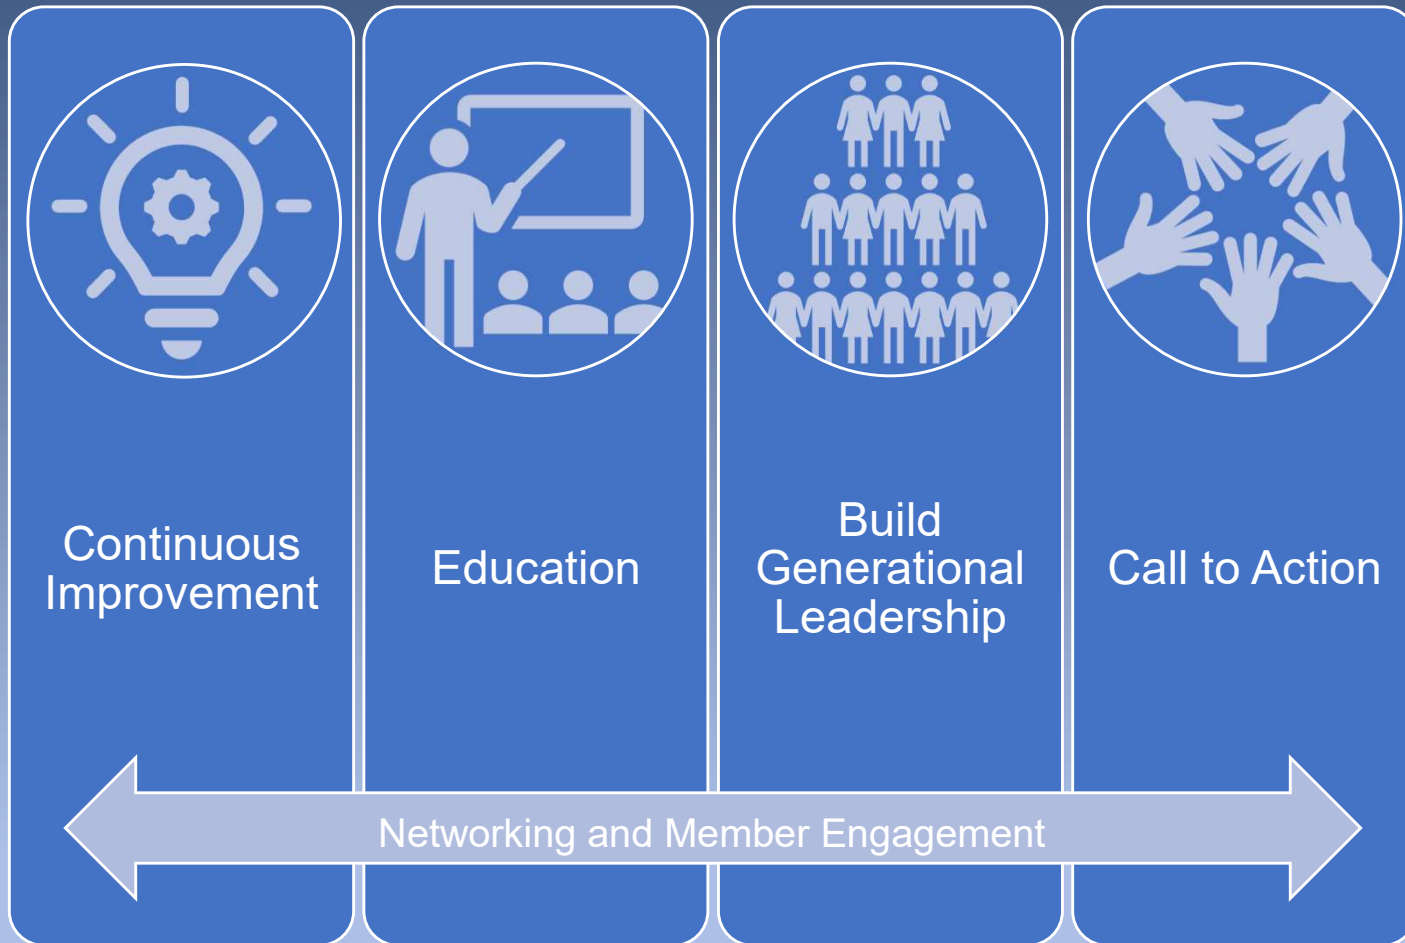 Continuous
Improvement
Education
Build
Generational
Leadership
Call to Action
Networking and Member Engagement